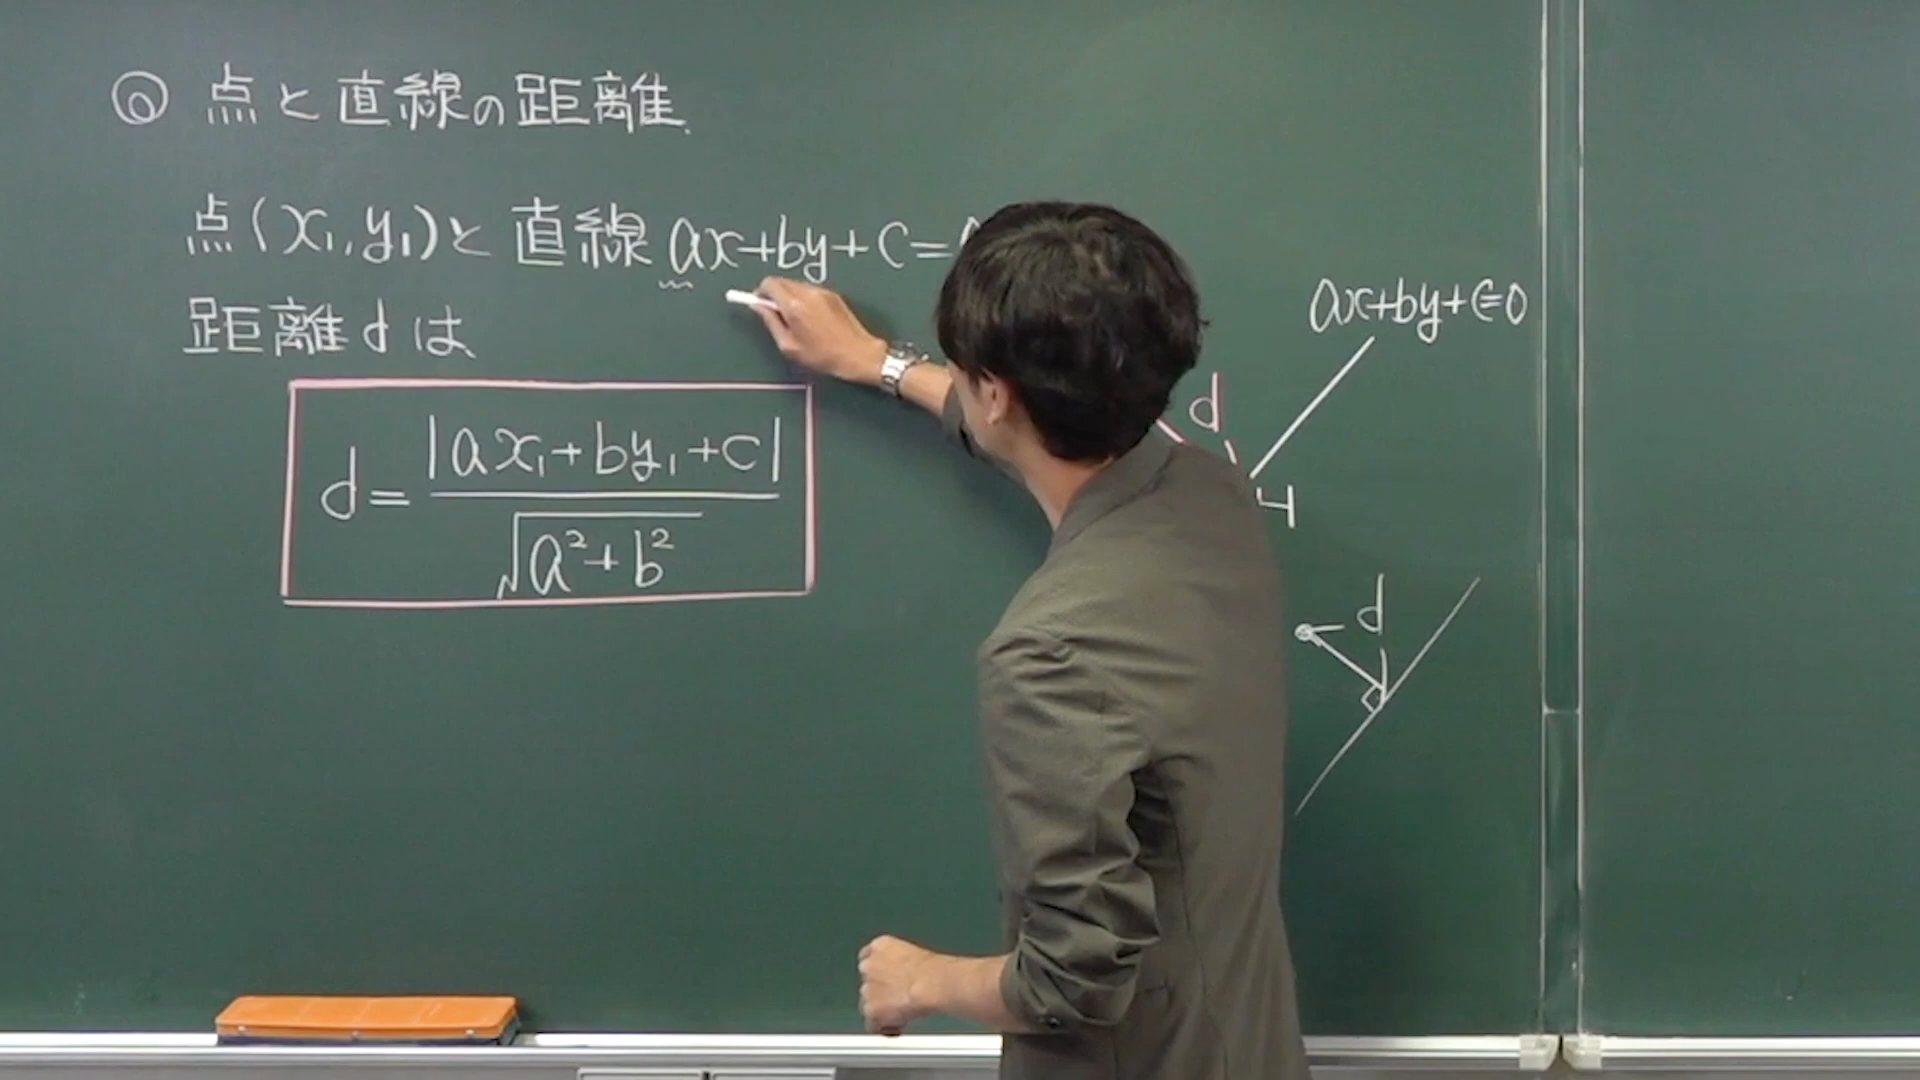 ◎ 点と直線の距離
点(x₁, y₁)と直線 ax+by+c=
距離dは
d = |ax₁+by₁+c| / √(a²+b²)
ax+by+c=0
d
H
d